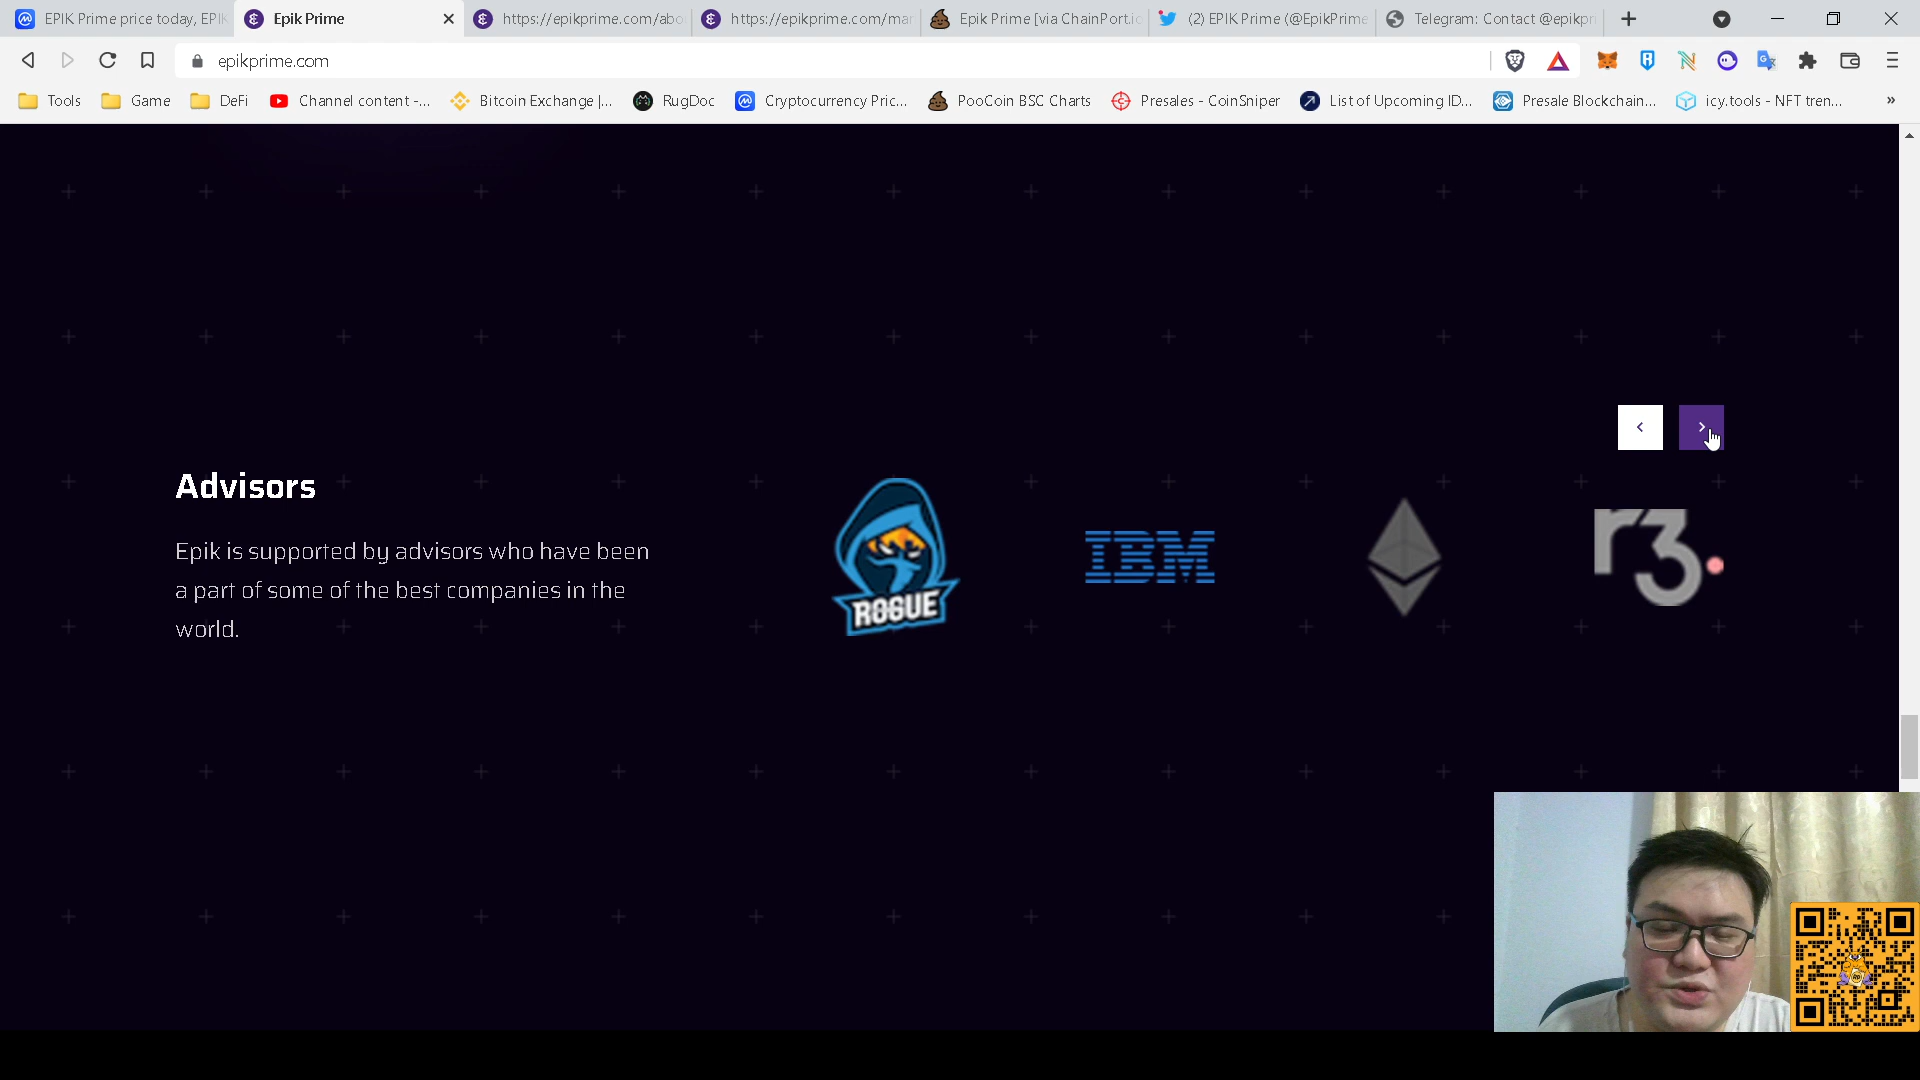 EPIK Prime price today, EPI
Epik Prime
https://epikprime.com/abo
https://epikprime.com/mar
Epik Prime [via ChainPort.io
(2) EPIK Prime (@EpikPrime
Telegram: Contact @epikpr
epikprime.com
Tools
Game
DeFi
Channel content -...
Bitcoin Exchange |...
RugDoc
Cryptocurrency Pric...
PooCoin BSC Charts
Presales - CoinSniper
List of Upcoming ID...
Presale Blockchain...
icy.tools - NFT tren...
»
Advisors
Epik is supported by advisors who have been
a part of some of the best companies in the
world.
ROGUE
IBM
r3.